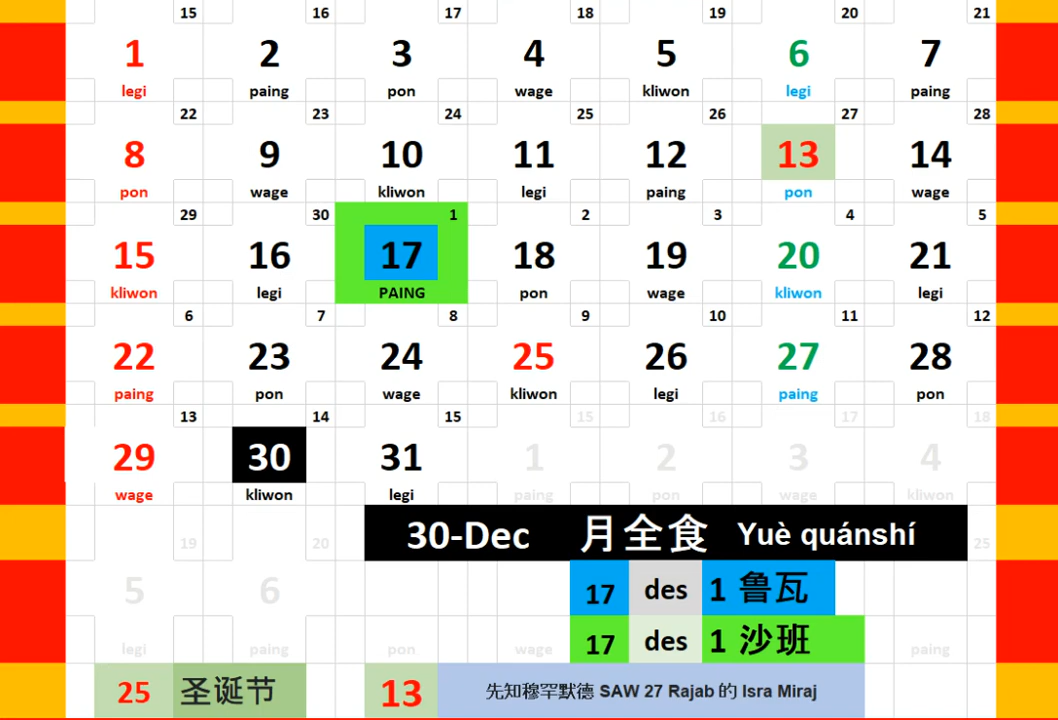 15 16 17 18 19 20 21
1 2 3 4 5 6 7
legi paing pon wage kliwon legi paing
22 23 24 25 26 27 28
8 9 10 11 12 13 14
pon wage kliwon legi paing pon wage
29 30 1 2 3 4 5
15 16 17 18 19 20 21
kliwon legi PAING pon wage kliwon legi
6 7 8 9 10 11 12
22 23 24 25 26 27 28
paing pon wage kliwon legi paing pon
13 14 15 15 16 17 18
29 30 31 1 2 3 4
wage kliwon legi paing pon wage kliwon
19 20 30-Dec 月全食 Yuè quánshí 25
5 6 17 des 1 鲁瓦
legi paing pon wage 17 des 1 沙班 paing
25 圣诞节 13 先知穆罕默德 SAW 27 Rajab 的 Isra Miraj